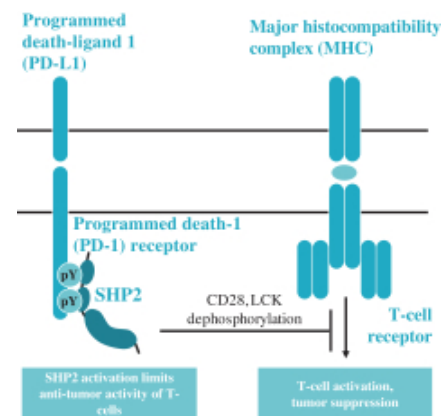 Programmed
death-ligand 1
(PD-L1)
Major histocompatibility
complex (MHC)
Programmed death-1
(PD-1) receptor
pY
pY
SHP2
CD28, LCK
dephosphorylation
T-cell
receptor
SHP2 activation limits
anti-tumor activity of T-
cells
T-cell activation,
tumor suppression